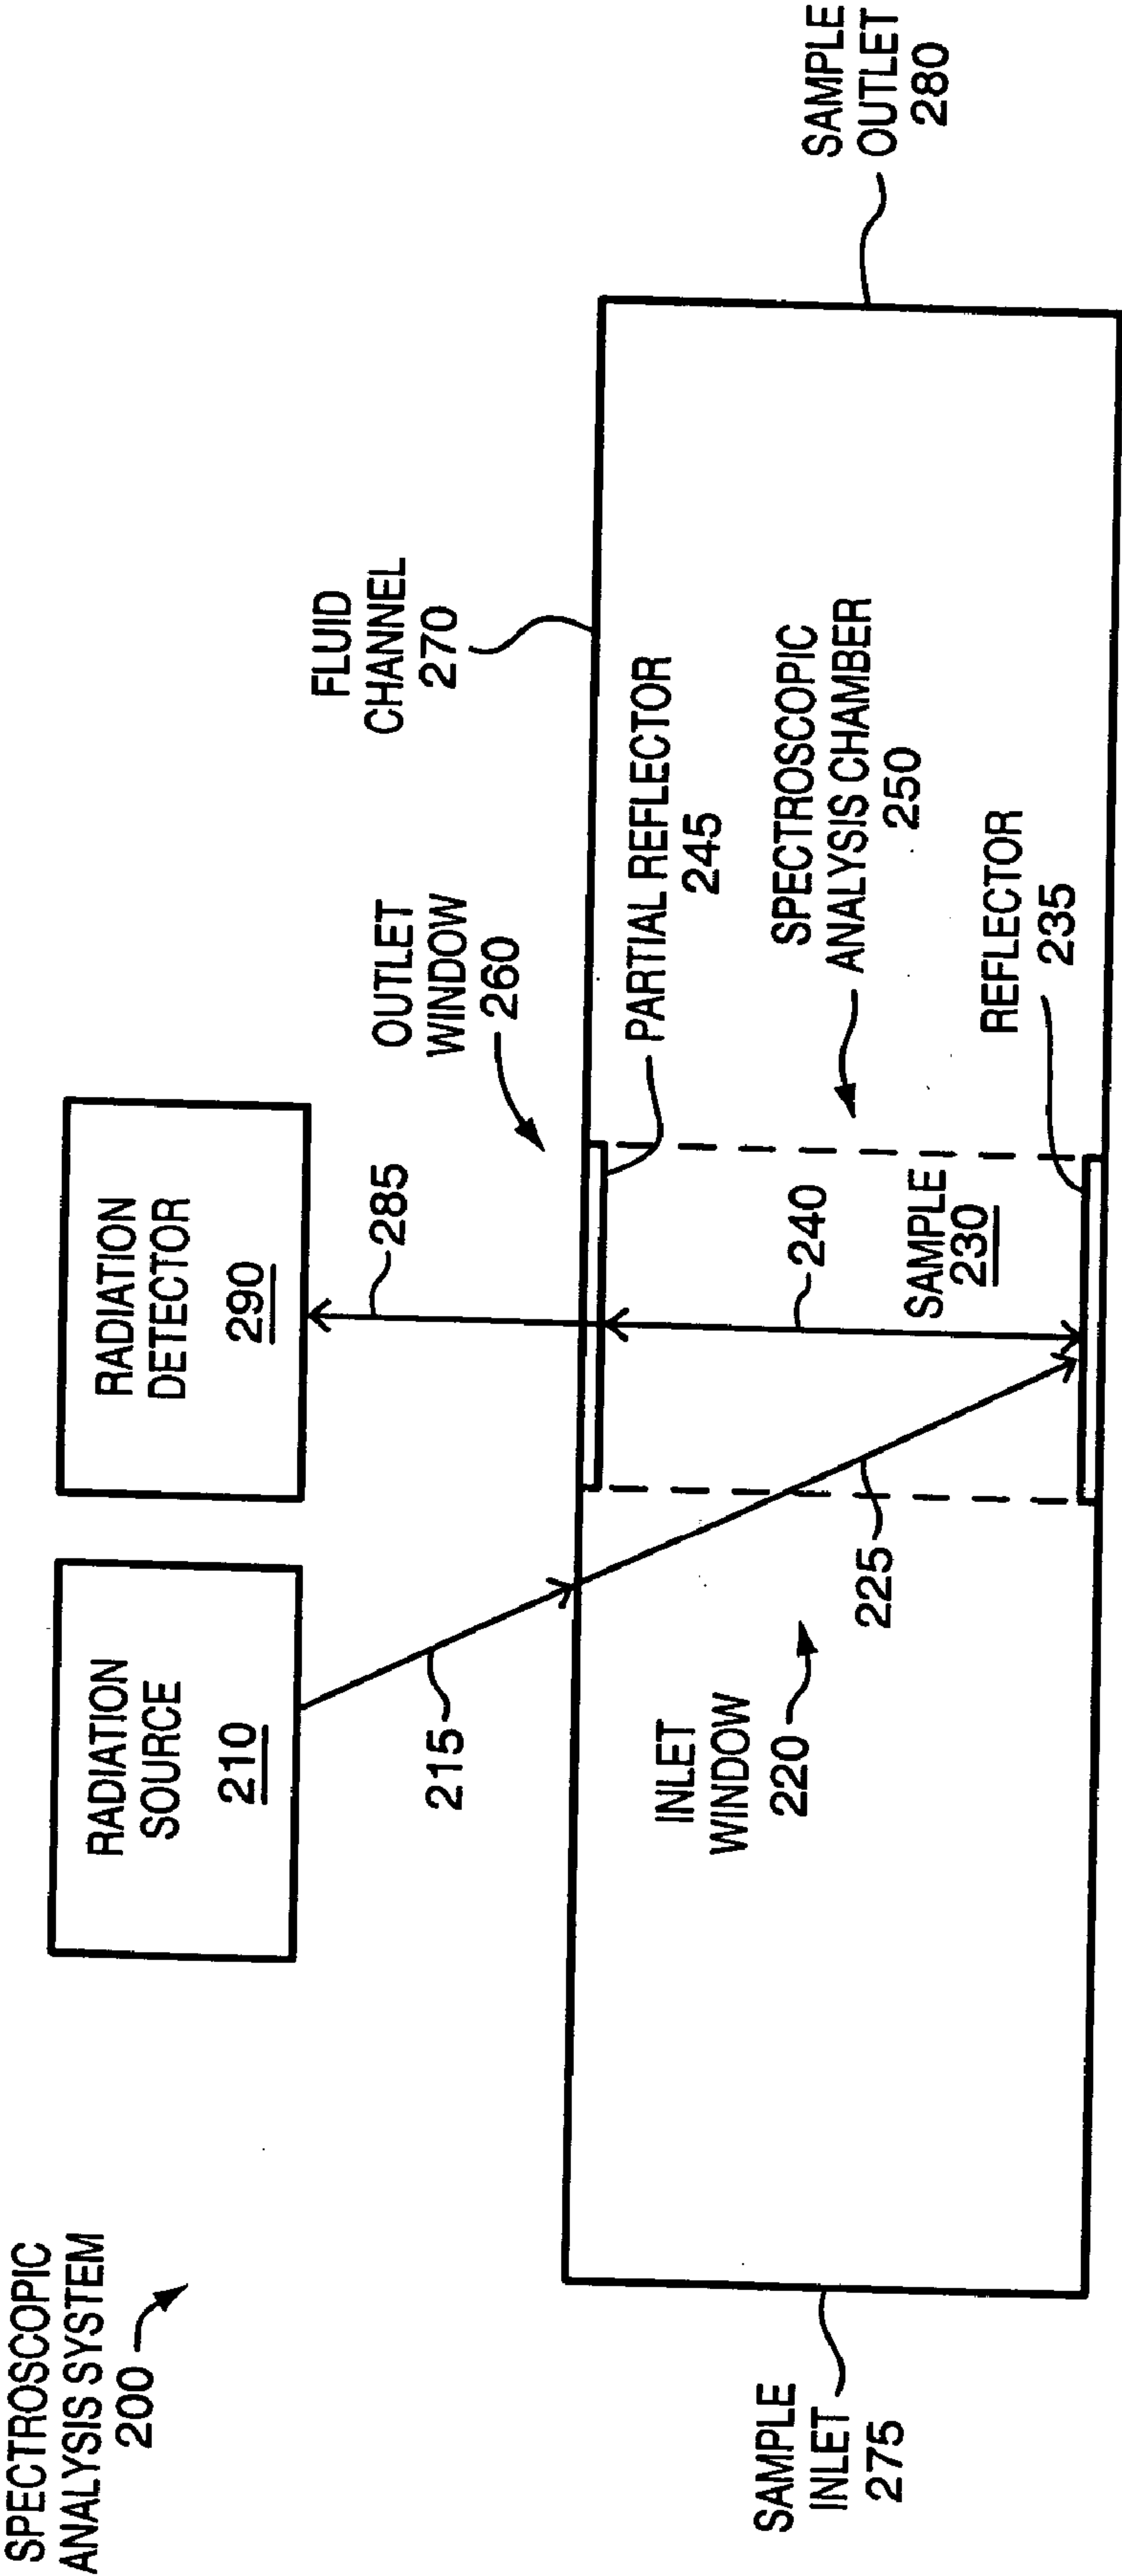 SPECTROSCOPIC
ANALYSIS SYSTEM
200
RADIATION
SOURCE
210
RADIATION
DETECTOR
290
215
285
OUTLET
WINDOW
260
FLUID
CHANNEL
270
PARTIAL REFLECTOR
245
INLET
WINDOW
220
225
240
SAMPLE
230
SPECTROSCOPIC
ANALYSIS CHAMBER
250
REFLECTOR
235
SAMPLE
INLET
275
SAMPLE
OUTLET
280